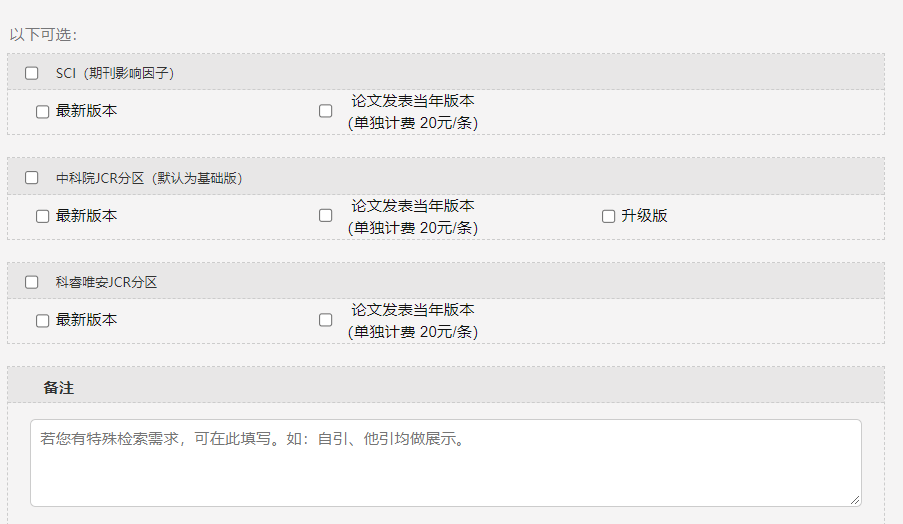 以下可选：
SCI（期刊影响因子）
最新版本
论文发表当年版本
(单独计费 20元/条)
中科院JCR分区（默认为基础版）
最新版本
论文发表当年版本
(单独计费 20元/条)
升级版
科睿唯安JCR分区
最新版本
论文发表当年版本
(单独计费 20元/条)
备注
若您有特殊检索需求，可在此填写。如：自引、他引均做展示。